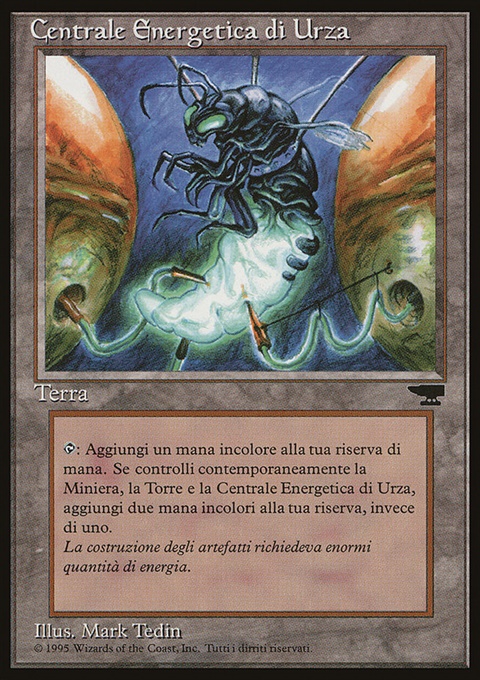 Centrale Energetica di Urza
Terra
: Aggiungi un mana incolore alla tua riserva di
mana. Se controlli contemporaneamente la
Miniera, la Torre e la Centrale Energetica di Urza,
aggiungi due mana incolori alla tua riserva, invece
di uno.
La costruzione degli artefatti richiedeva enormi
quantità di energia.
Illus. Mark Tedin
© 1995 Wizards of the Coast, Inc. Tutti i diritti riservati.